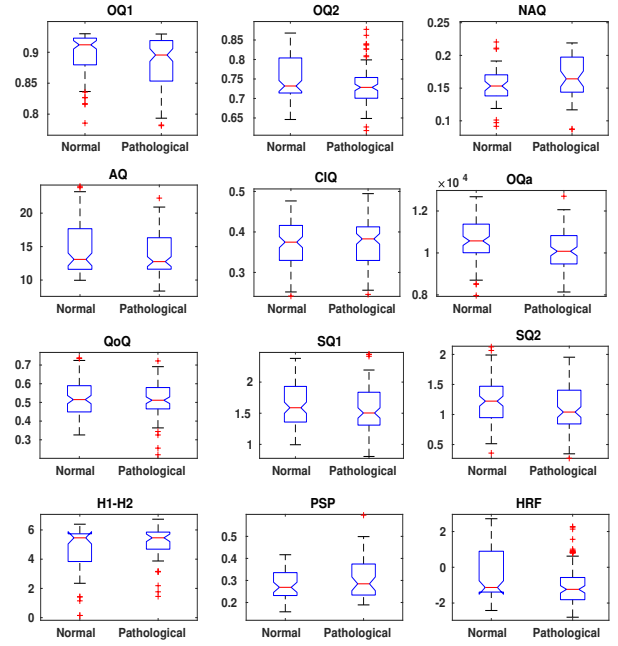 OQ1 OQ2 NAQ
0.9
0.85
0.8
Normal Pathological
0.85
0.8
0.75
0.7
0.65
Normal Pathological
0.25
0.2
0.15
0.1
Normal Pathological
AQ CIQ OQa
20
15
10
Normal Pathological
0.5
0.4
0.3
Normal Pathological
× 10 4
1.2
1
0.8
Normal Pathological
QoQ SQ1 SQ2
0.7
0.6
0.5
0.4
0.3
Normal Pathological
2
1.5
1
Normal Pathological
2
1.5
1
0.5
Normal Pathological
H1-H2 PSP HRF
6
4
2
0
Normal Pathological
0.5
0.4
0.3
0.2
Normal Pathological
2
0
-2
Normal Pathological